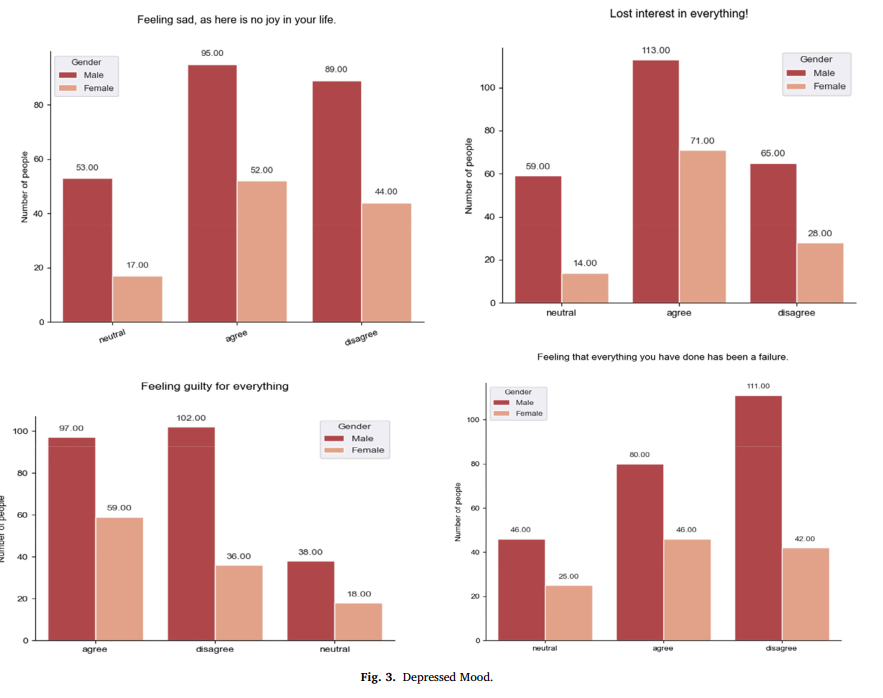 Feeling sad, as here is no joy in your life.
Gender
Male
Female
95.00
89.00
53.00
52.00
44.00
17.00
80
60
40
20
0
Number of people
neutral
agree
disagree
Lost interest in everything!
Gender
Male
Female
113.00
71.00
65.00
59.00
28.00
14.00
100
80
60
40
20
0
Number of people
neutral
agree
disagree
Feeling guilty for everything
Gender
Male
Female
97.00
102.00
59.00
36.00
38.00
18.00
100
80
60
40
20
0
Number of people
agree
disagree
neutral
Feeling that everything you have done has been a failure.
Gender
Male
Female
111.00
80.00
46.00
46.00
42.00
25.00
100
80
60
40
20
0
Number of people
neutral
agree
disagree
Fig. 3. Depressed Mood.